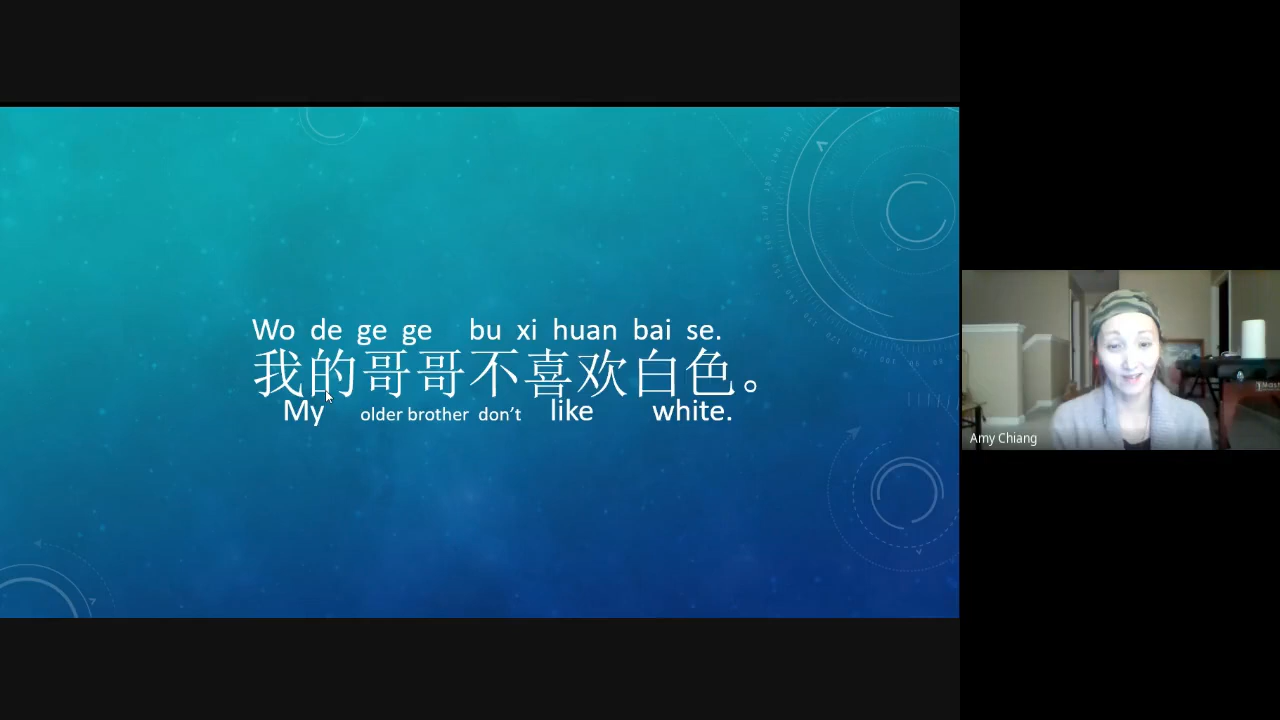 Wo de ge ge bu xi huan bai se.
我的哥哥不喜欢白色。
My older brother don't like white.
Amy Chiang